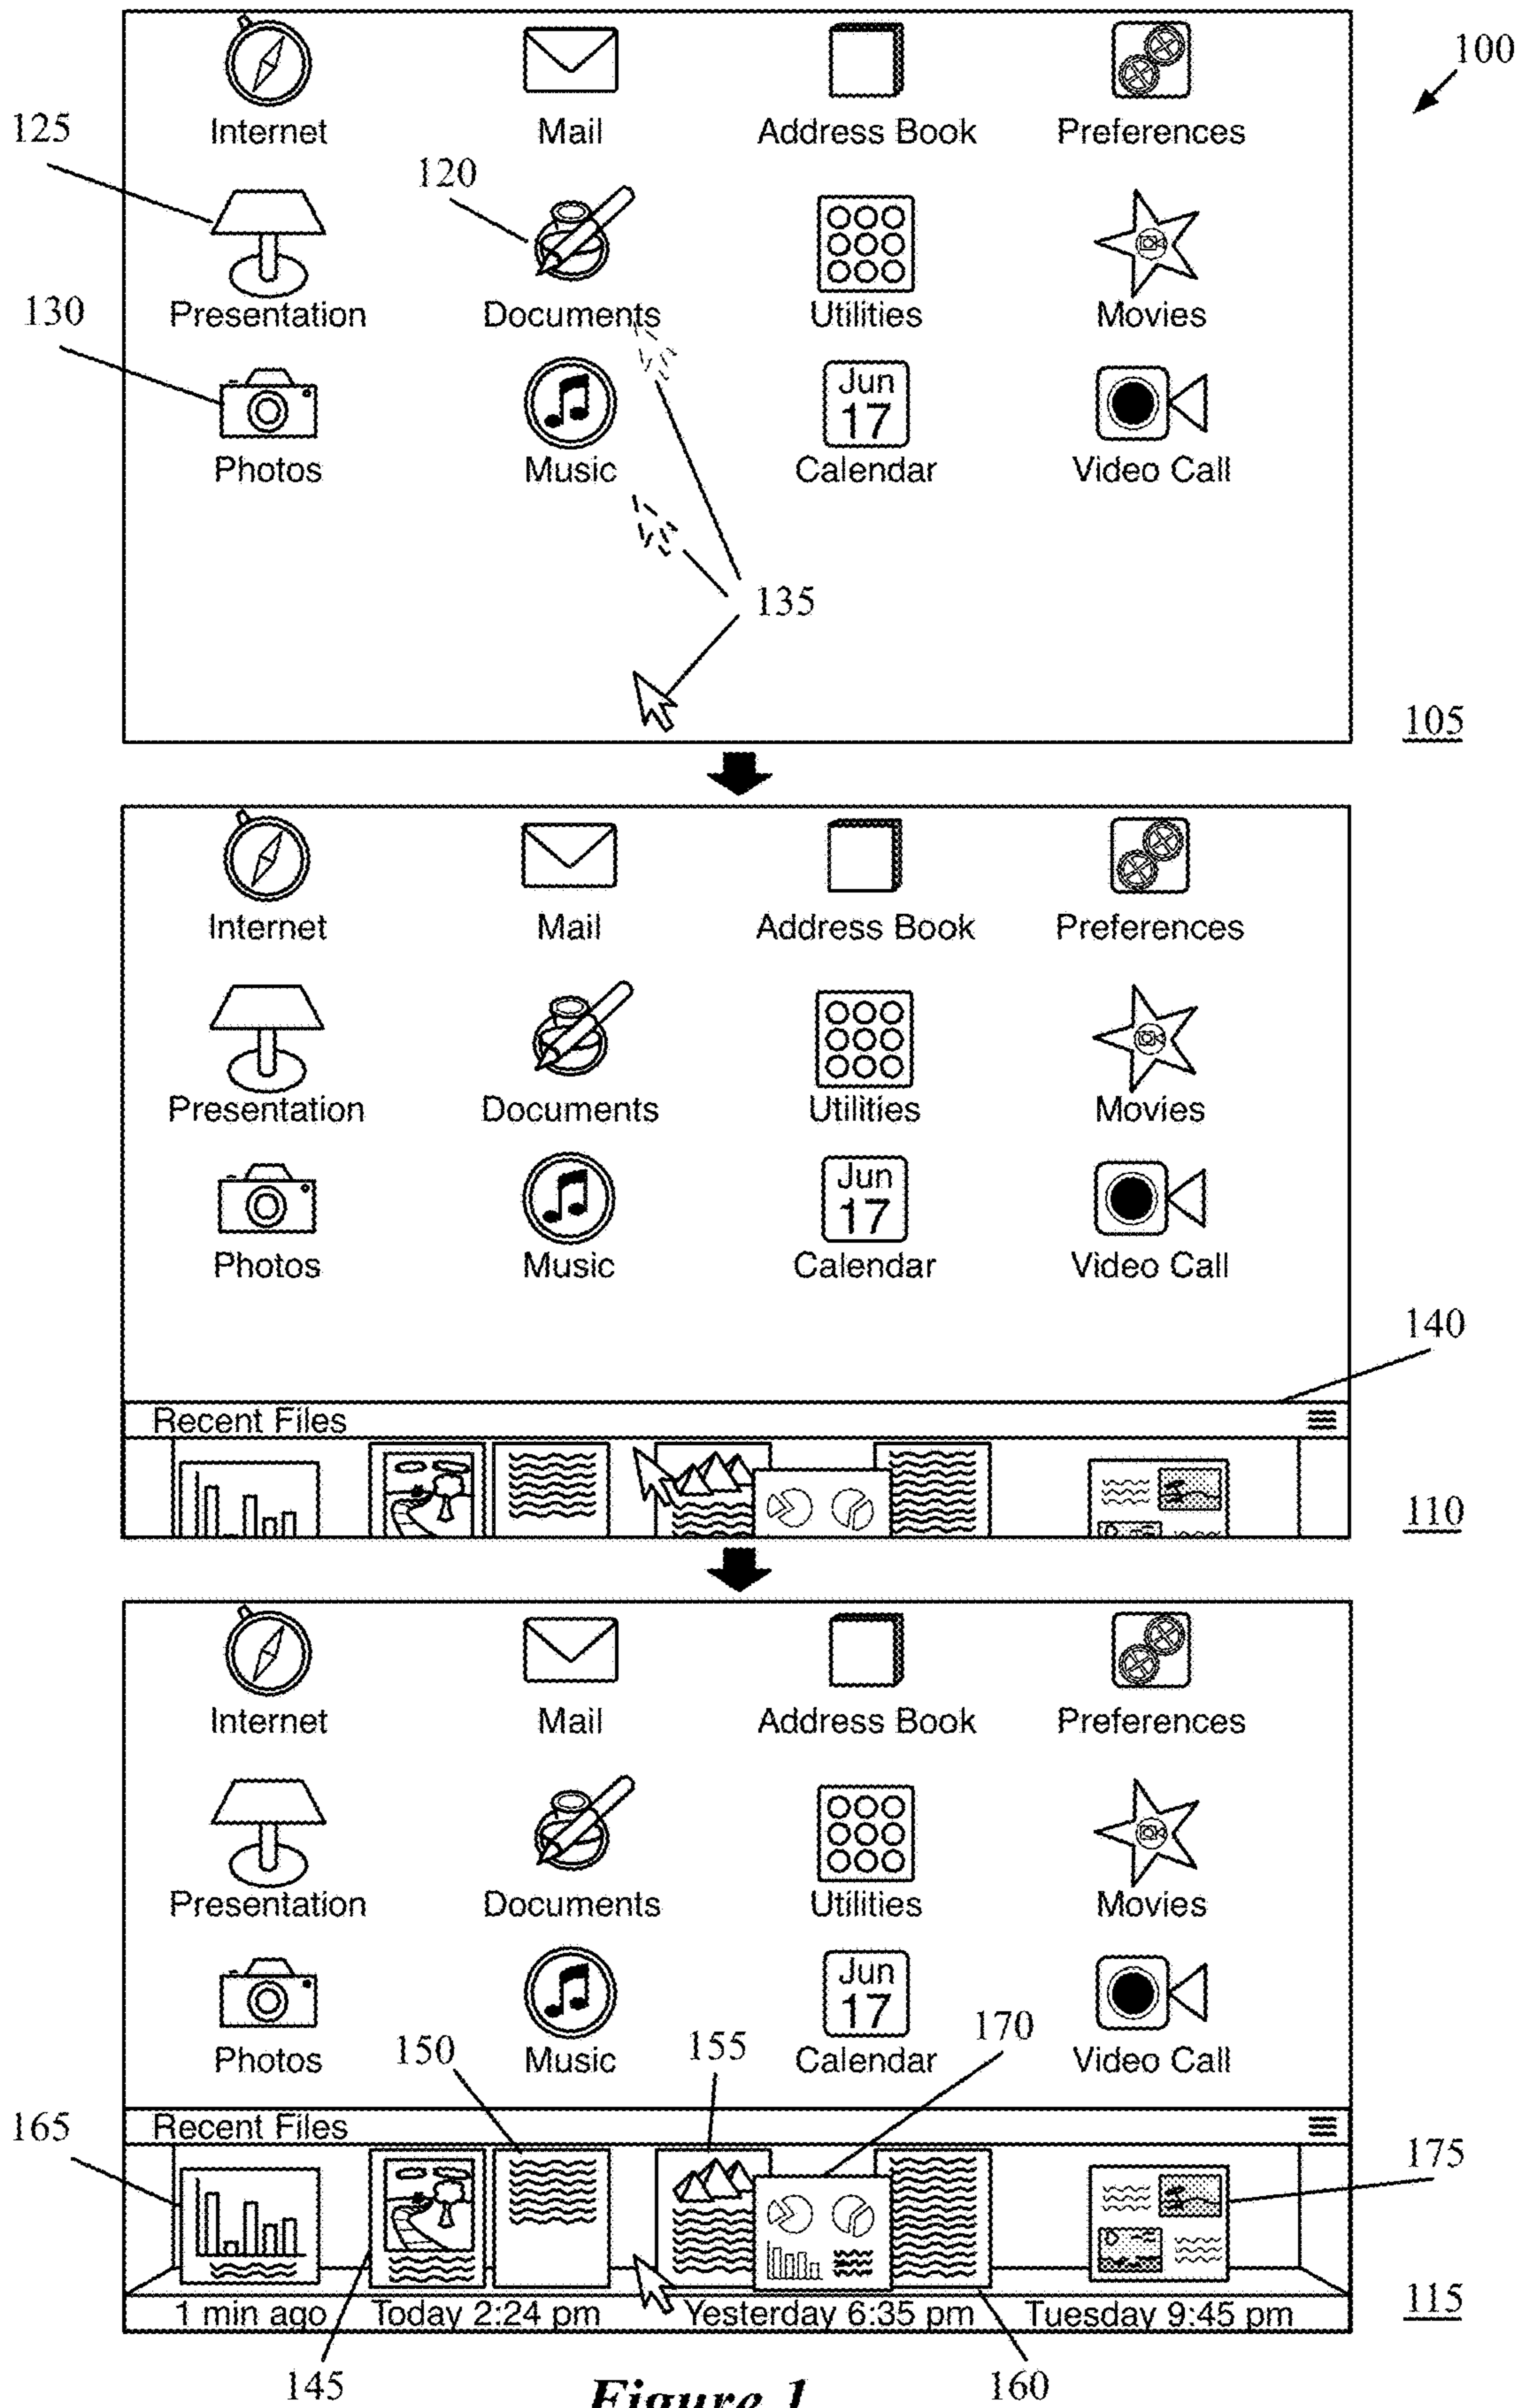 100
Internet Mail Address Book Preferences
125
120
Presentation Documents Utilities Movies
130
Jun
17
Photos Music Calendar Video Call
135
105
Internet Mail Address Book Preferences
Presentation Documents Utilities Movies
Jun
17
Photos Music Calendar Video Call
140
Recent Files
110
Internet Mail Address Book Preferences
Presentation Documents Utilities Movies
Jun
17
Photos Music Calendar Video Call
150 155 170
165
Recent Files
175
115
1 min ago Today 2:24 pm Yesterday 6:35 pm Tuesday 9:45 pm
145 160
Figure 1